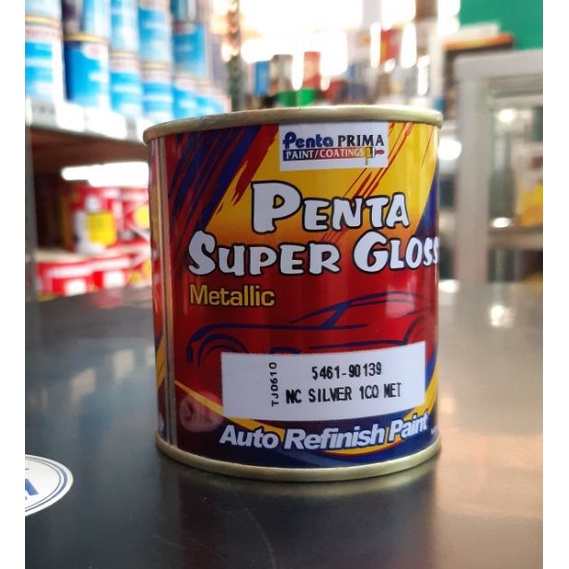 Penta PRIMA
PAINT/COATINGS
PENTA
SUPER GLOSS
Metallic
TJ0610
5461-90139
NC SILVER 1CO MET
Auto Refinish Paint